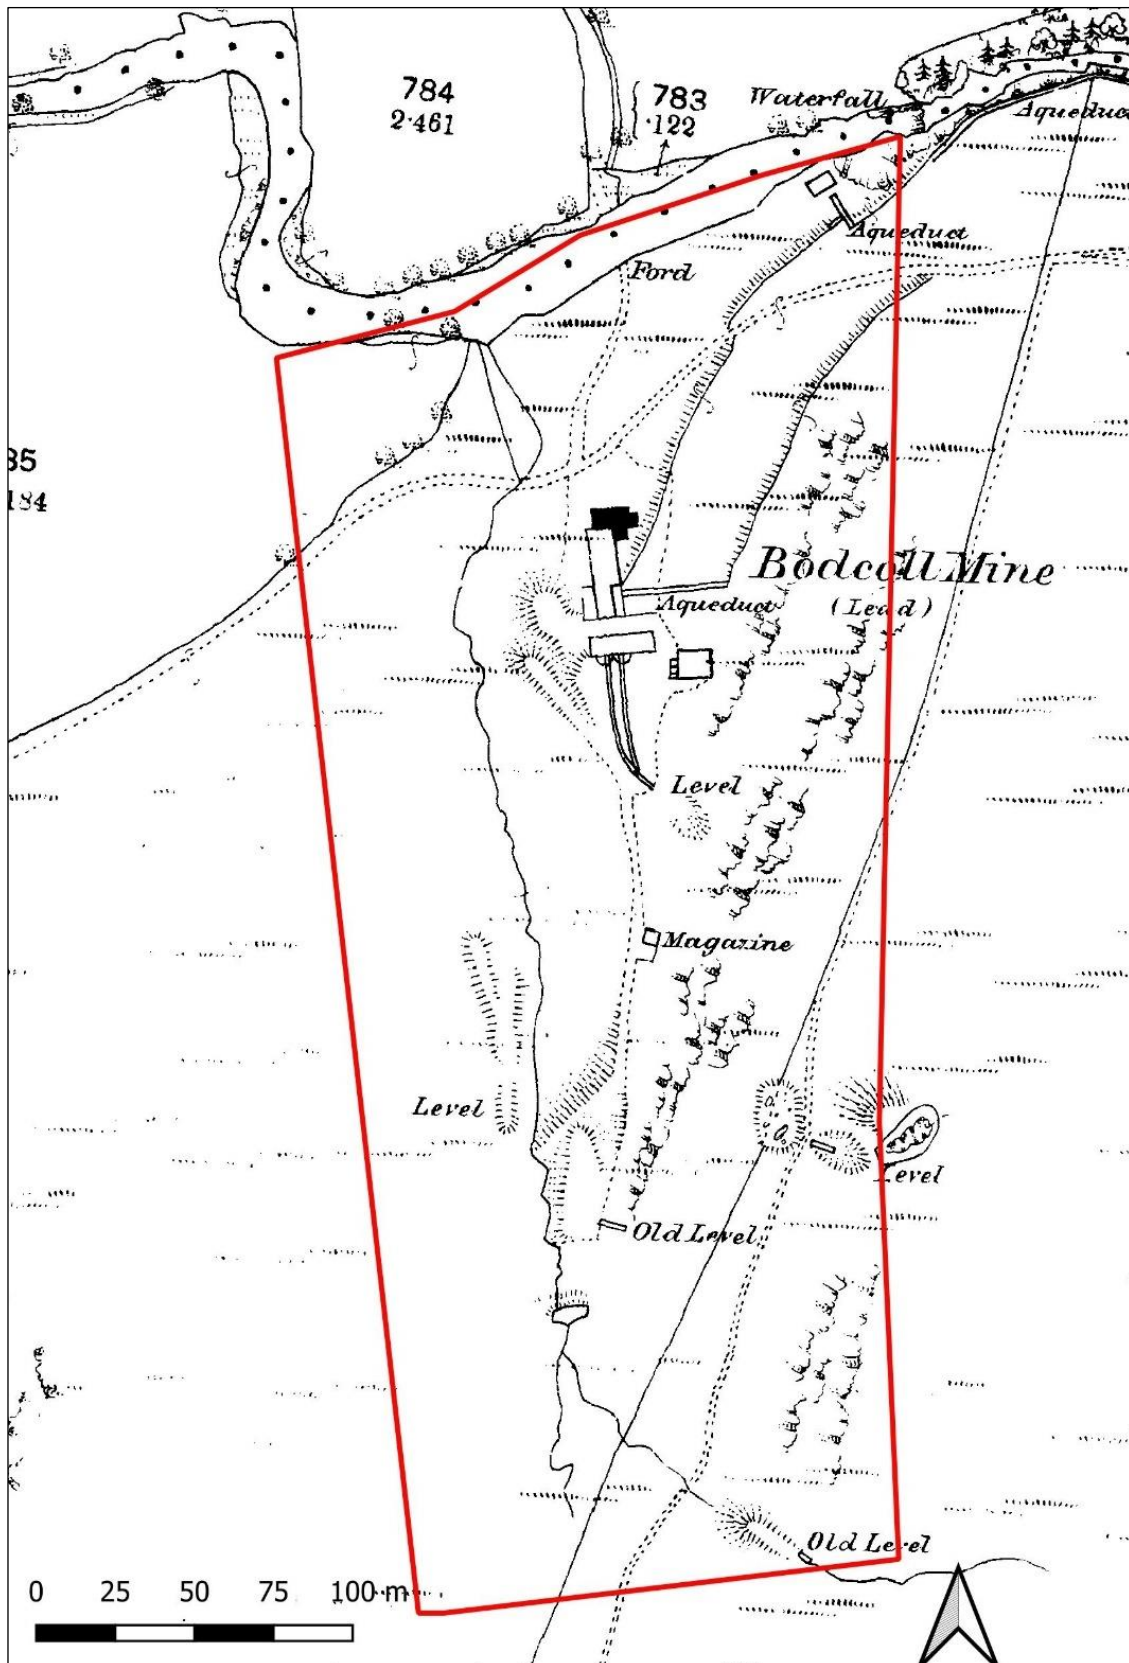 784
2·461
783
·122
Waterfall
Aqueduct
Aqueduct
Ford
85
184
Bodcoll Mine
(Lead)
Aqueduct
Level
Magazine
Level
Level
Old Level
Old Level
0 25 50 75 100 m